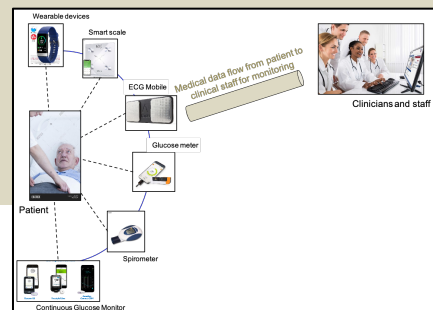 Wearable devices
Smart scale
ECG Mobile
Medical data flow from patient to
clinical staff for monitoring
Clinicians and staff
Glucose meter
Patient
Spirometer
Continuous Glucose Monitor